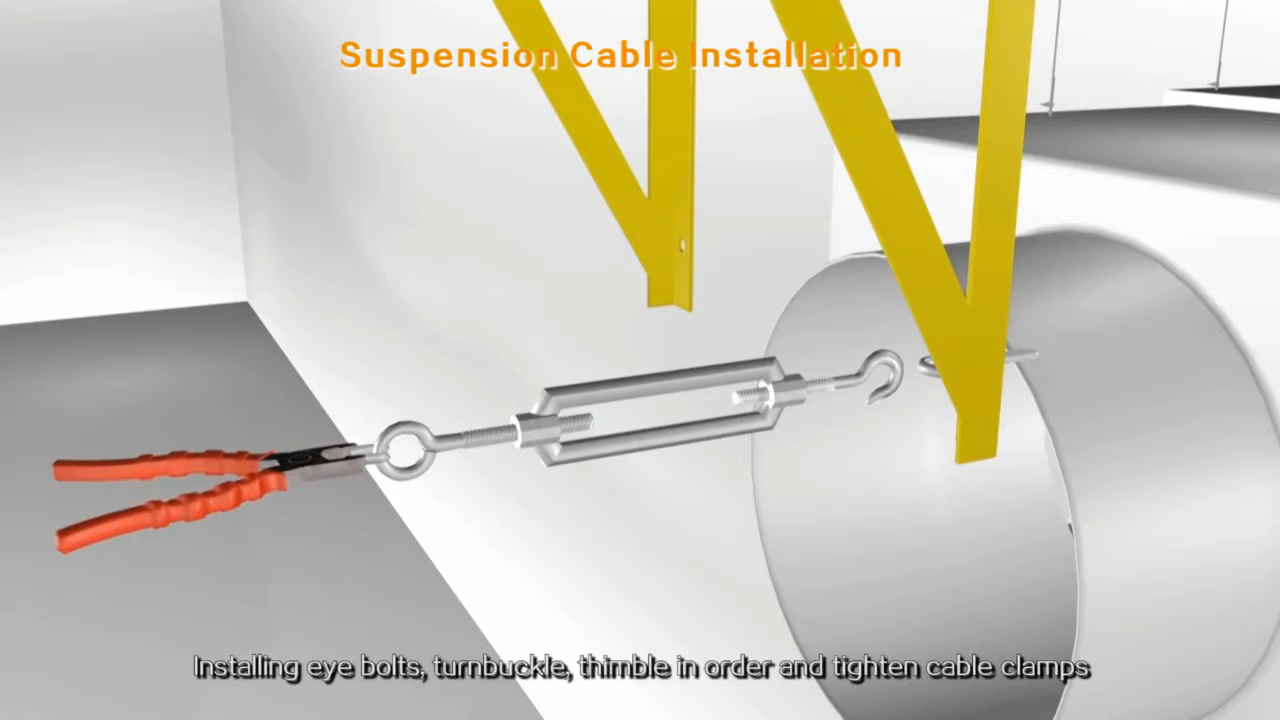 Suspension Cable Installation
Installing eye bolts, turnbuckle, thimble in order and tighten cable clamps